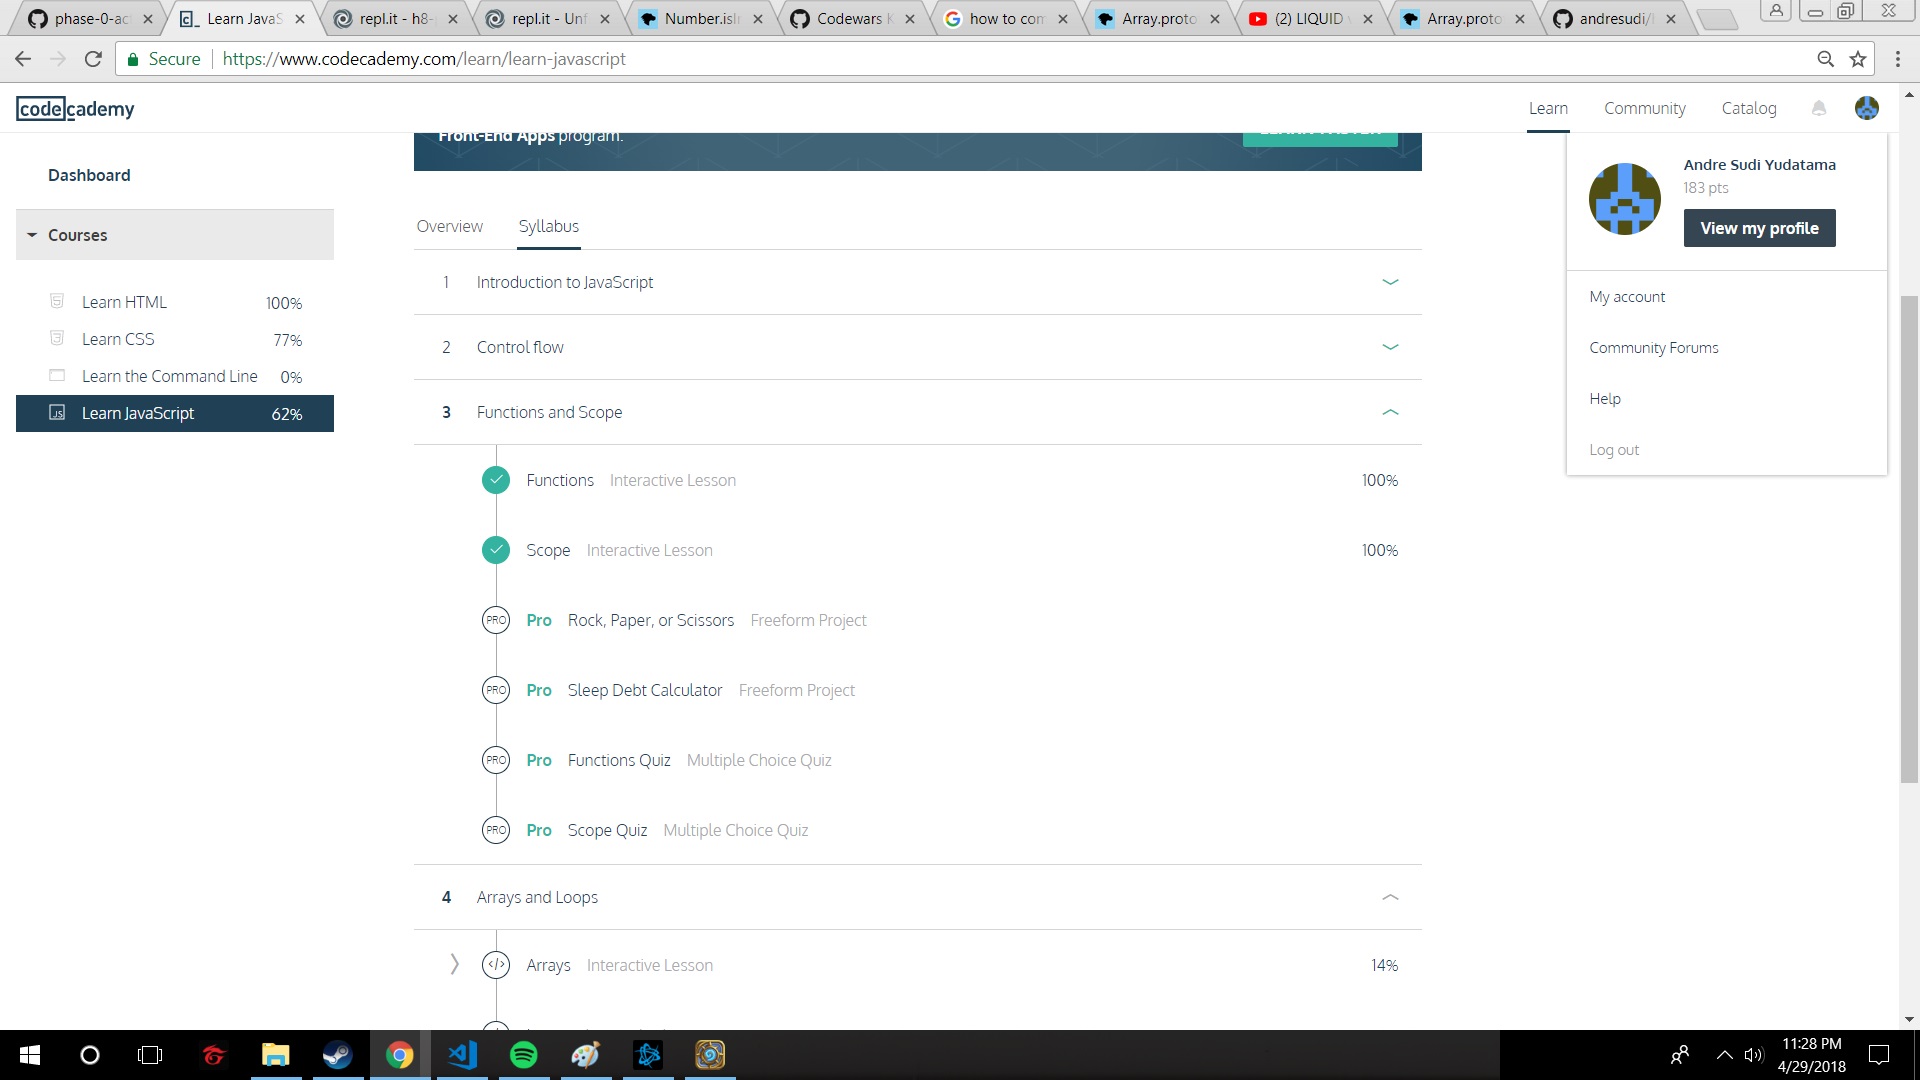 phase-0-ac
Learn JavaS
repl.it - h8-
repl.it - Unf
Number.isIn
Codewars K
how to com
Array.proto
(2) LIQUID
Array.proto
andresudi/
Secure
https://www.codecademy.com/learn/learn-javascript
codecademy
Learn
Community
Catalog
Front-End Apps program.
Dashboard
Courses
Learn HTML 100%
Learn CSS 77%
Learn the Command Line 0%
JS Learn JavaScript 62%
Overview Syllabus
1 Introduction to JavaScript
2 Control flow
3 Functions and Scope
Functions Interactive Lesson 100%
Scope Interactive Lesson 100%
PRO Pro Rock, Paper, or Scissors Freeform Project
PRO Pro Sleep Debt Calculator Freeform Project
PRO Pro Functions Quiz Multiple Choice Quiz
PRO Pro Scope Quiz Multiple Choice Quiz
4 Arrays and Loops
</> Arrays Interactive Lesson 14%
Andre Sudi Yudatama
183 pts
View my profile
My account
Community Forums
Help
Log out
11:28 PM
4/29/2018